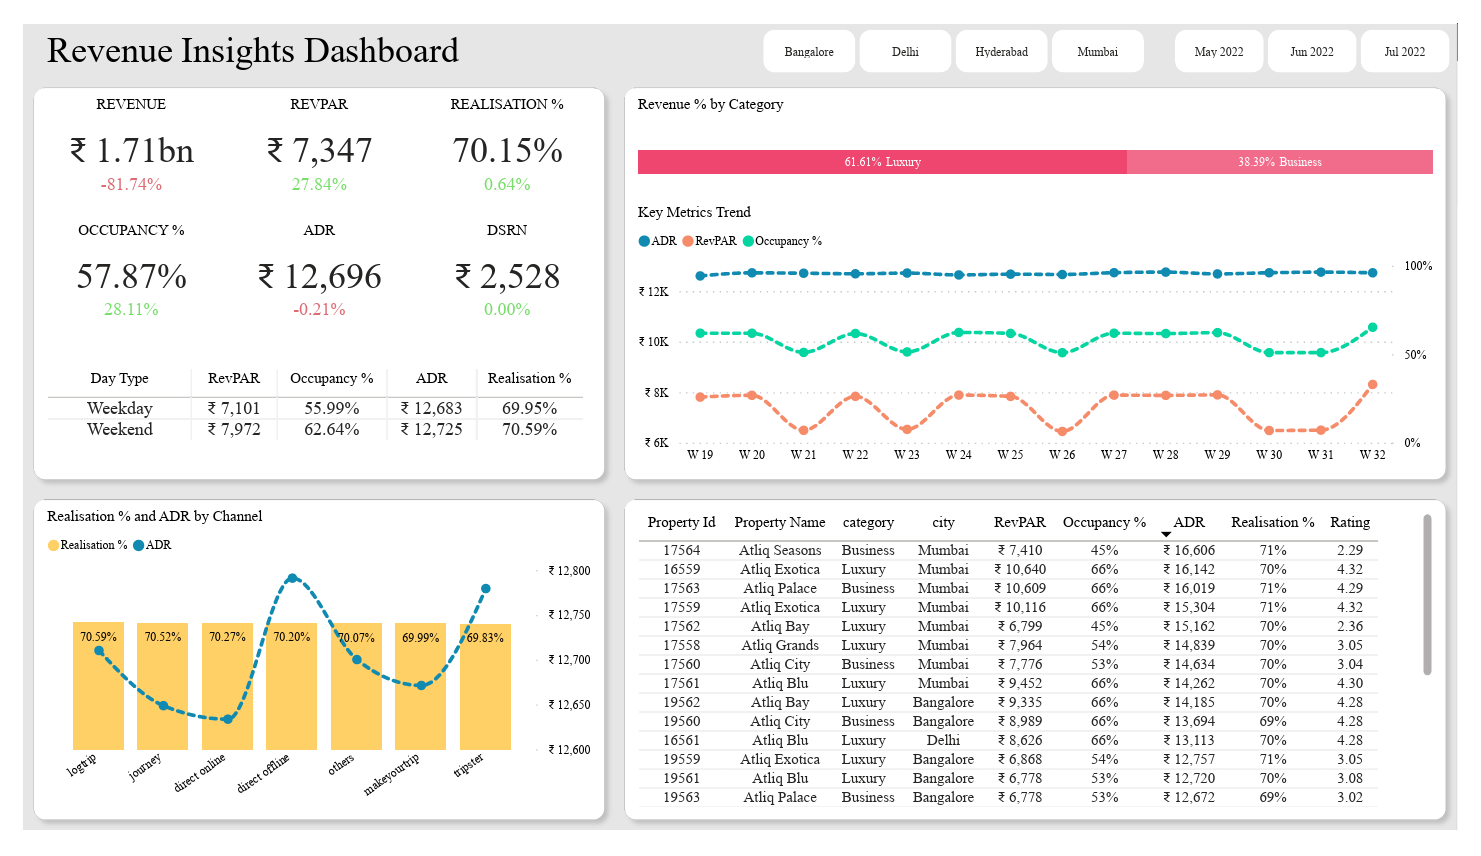 Revenue Insights Dashboard
Bangalore Delhi Hyderabad Mumbai May 2022 Jun 2022 Jul 2022
REVENUE REVPAR REALISATION %
₹ 1.71bn ₹ 7,347 70.15%
-81.74% 27.84% 0.64%
OCCUPANCY % ADR DSRN
57.87% ₹ 12,696 ₹ 2,528
28.11% -0.21% 0.00%
Day Type RevPAR Occupancy % ADR Realisation %
Weekday ₹ 7,101 55.99% ₹ 12,683 69.95%
Weekend ₹ 7,972 62.64% ₹ 12,725 70.59%
Revenue % by Category
61.61% Luxury 38.39% Business
Key Metrics Trend
ADR RevPAR Occupancy %
100%
₹ 12K
₹ 10K
50%
₹ 8K
₹ 6K 0%
W 19 W 20 W 21 W 22 W 23 W 24 W 25 W 26 W 27 W 28 W 29 W 30 W 31 W 32
Realisation % and ADR by Channel
Realisation % ADR
₹ 12,800
₹ 12,750
70.59% 70.52% 70.27% 70.20% 70.07% 69.99% 69.83%
₹ 12,700
₹ 12,650
₹ 12,600
logtrip journey direct online direct offline others makeyourtrip tripster
Property Id Property Name category city RevPAR Occupancy % ADR Realisation % Rating
17564 Atliq Seasons Business Mumbai ₹ 7,410 45% ₹ 16,606 71% 2.29
16559 Atliq Exotica Luxury Mumbai ₹ 10,640 66% ₹ 16,142 70% 4.32
17563 Atliq Palace Business Mumbai ₹ 10,609 66% ₹ 16,019 71% 4.29
17559 Atliq Exotica Luxury Mumbai ₹ 10,116 66% ₹ 15,304 71% 4.32
17562 Atliq Bay Luxury Mumbai ₹ 6,799 45% ₹ 15,162 70% 2.36
17558 Atliq Grands Luxury Mumbai ₹ 7,964 54% ₹ 14,839 70% 3.05
17560 Atliq City Business Mumbai ₹ 7,776 53% ₹ 14,634 70% 3.04
17561 Atliq Blu Luxury Mumbai ₹ 9,452 66% ₹ 14,262 70% 4.30
19562 Atliq Bay Luxury Bangalore ₹ 9,335 66% ₹ 14,185 70% 4.28
19560 Atliq City Business Bangalore ₹ 8,989 66% ₹ 13,694 69% 4.28
16561 Atliq Blu Luxury Delhi ₹ 8,626 66% ₹ 13,113 70% 4.28
19559 Atliq Exotica Luxury Bangalore ₹ 6,868 54% ₹ 12,757 71% 3.05
19561 Atliq Blu Luxury Bangalore ₹ 6,778 53% ₹ 12,720 70% 3.08
19563 Atliq Palace Business Bangalore ₹ 6,778 53% ₹ 12,672 69% 3.02